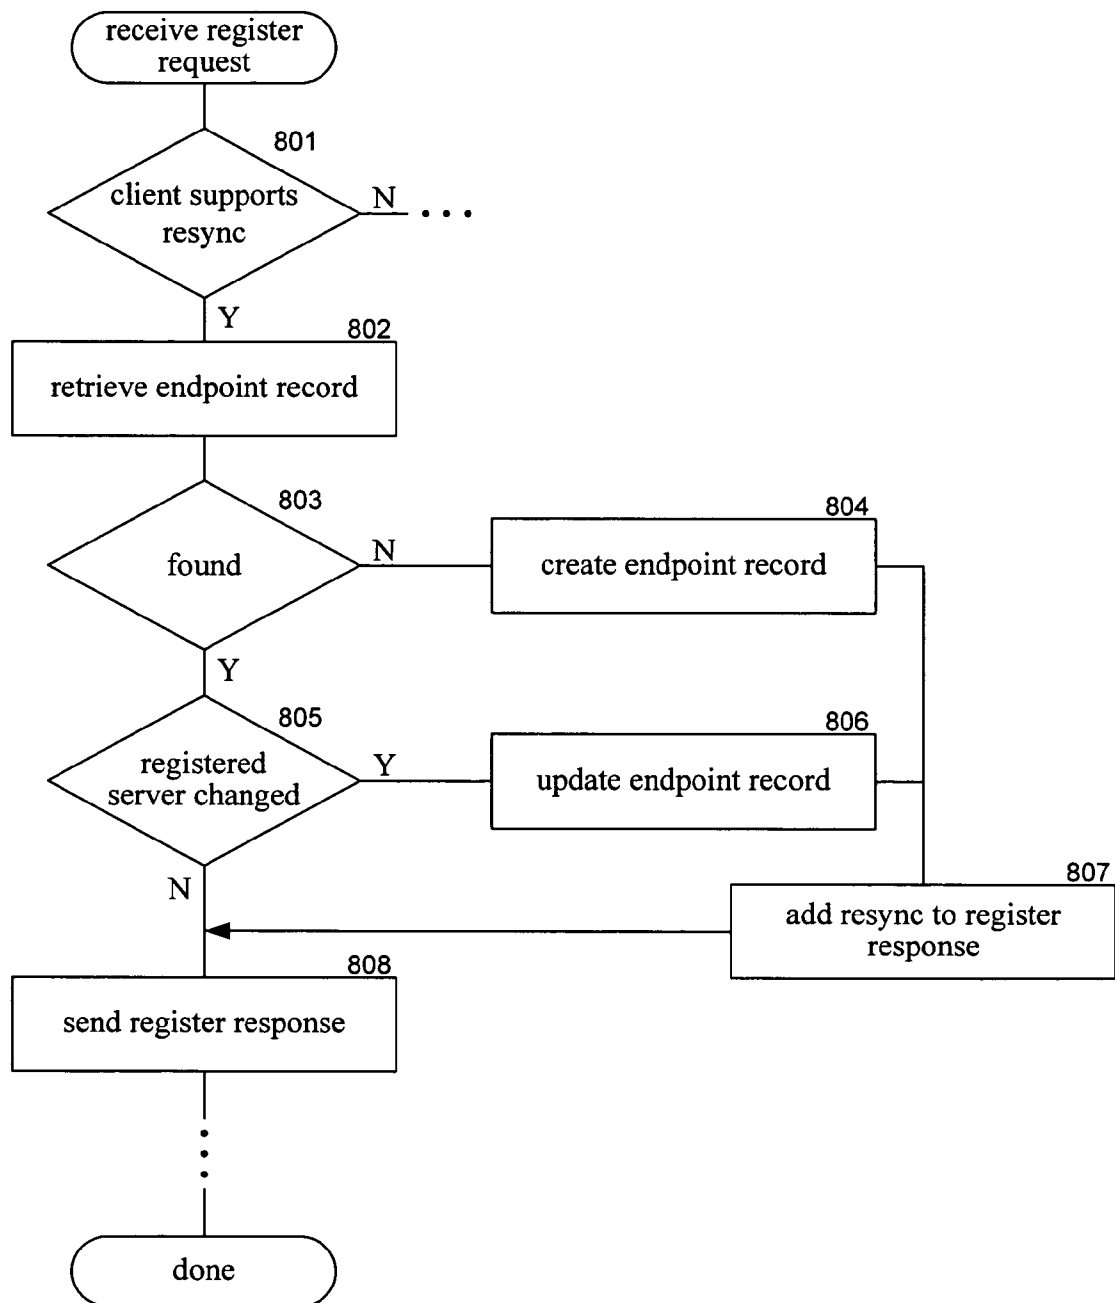 receive register
request
801
client supports
resync
N
• • •
Y
802
retrieve endpoint record
803
found
N
804
create endpoint record
Y
805
registered
server changed
Y
806
update endpoint record
N
807
add resync to register
response
808
send register response
done